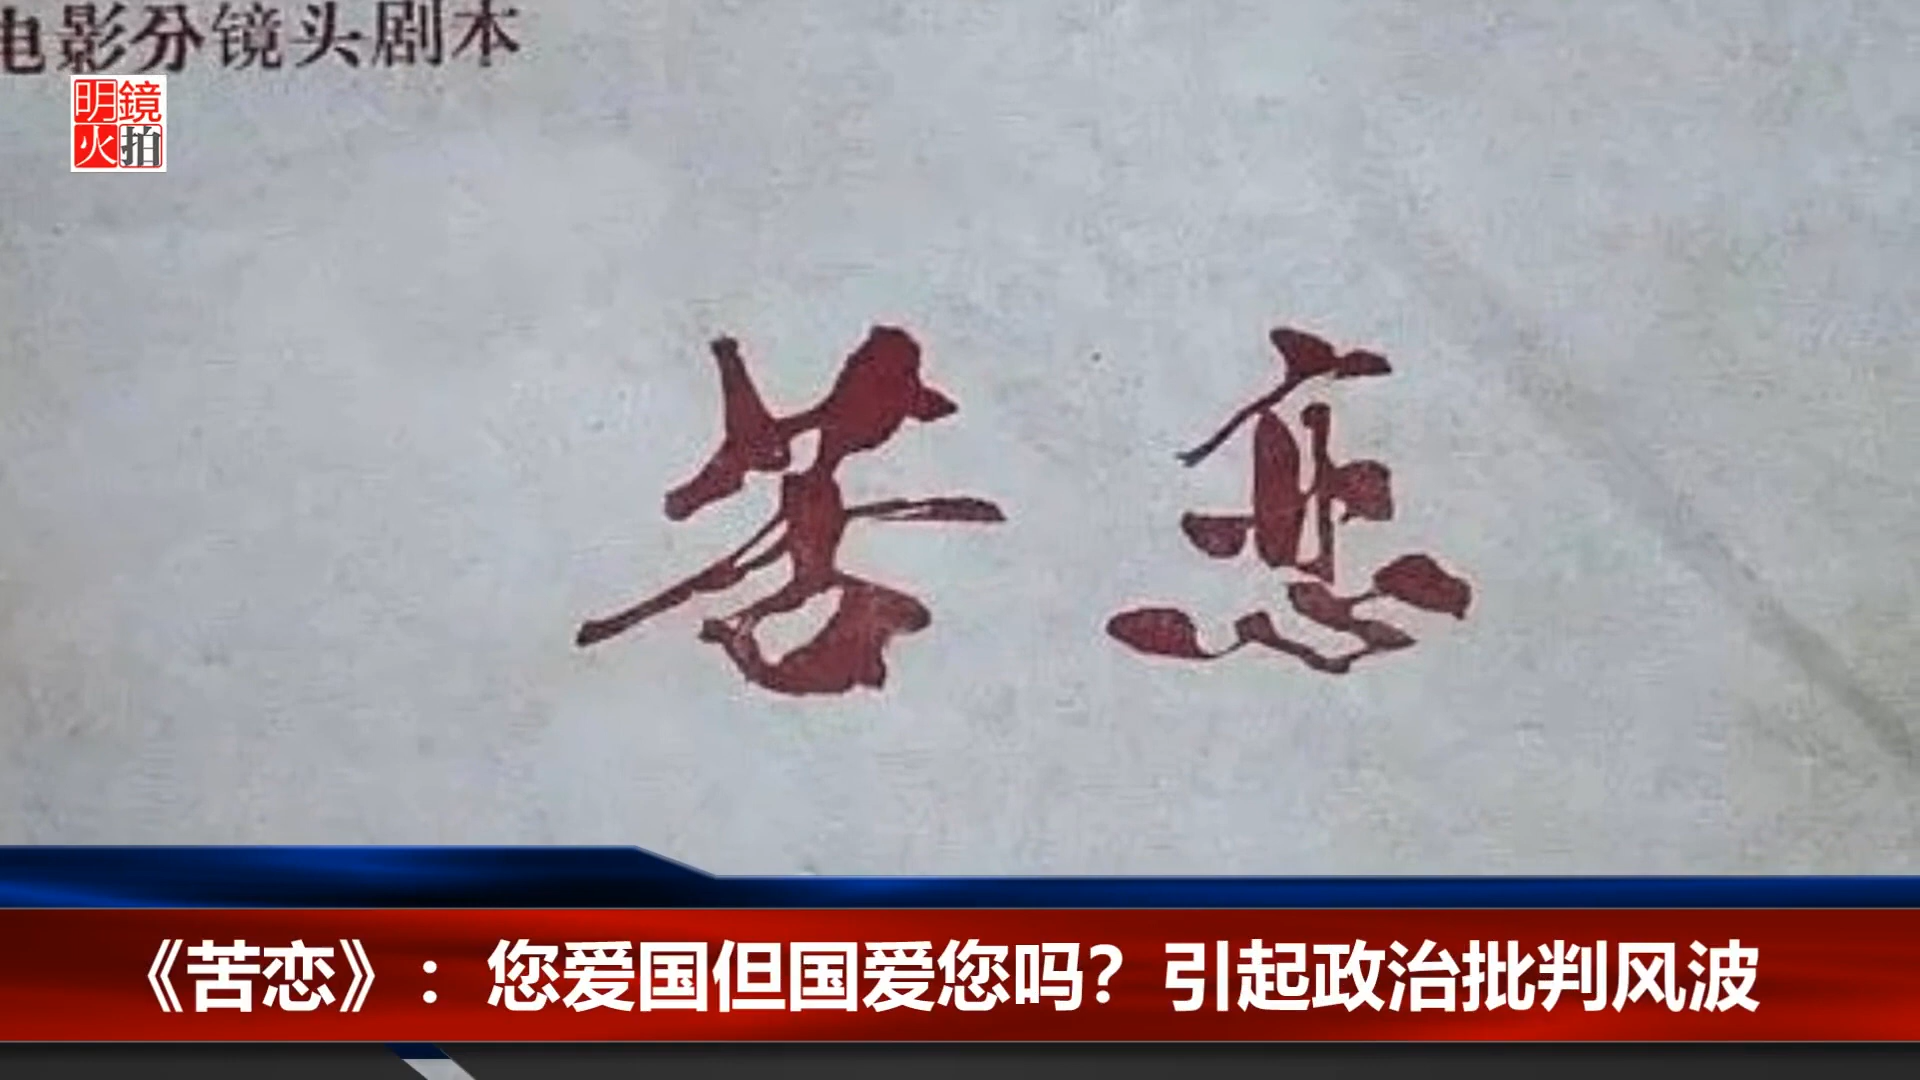 电影分镜头剧本
明鏡
火拍
苦恋
《苦恋》：您爱国但国爱您吗？引起政治批判风波